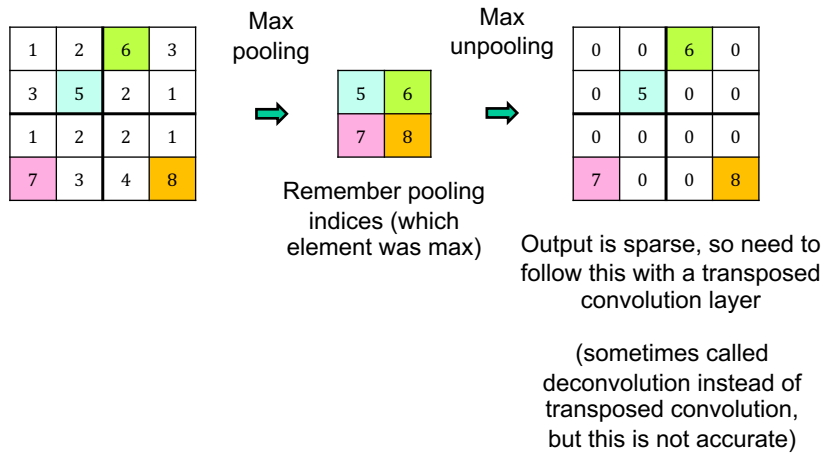 Max
pooling
Max
unpooling
1 2 6 3
3 5 2 1
1 2 2 1
7 3 4 8
5 6
7 8
0 0 6 0
0 5 0 0
0 0 0 0
7 0 0 8
Remember pooling
indices (which
element was max)
Output is sparse, so need to
follow this with a transposed
convolution layer
(sometimes called
deconvolution instead of
transposed convolution,
but this is not accurate)